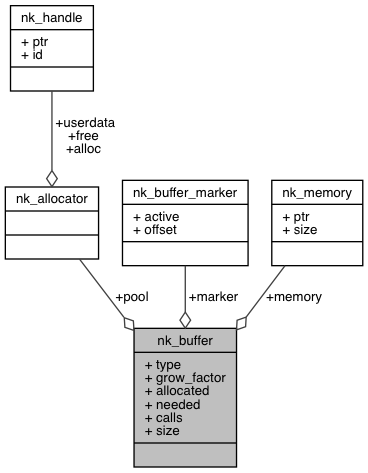 nk_handle
+ ptr
+ id
+userdata
+free
+alloc
nk_allocator
nk_buffer_marker
+ active
+ offset
nk_memory
+ ptr
+ size
+pool
+marker
+memory
nk_buffer
+ type
+ grow_factor
+ allocated
+ needed
+ calls
+ size